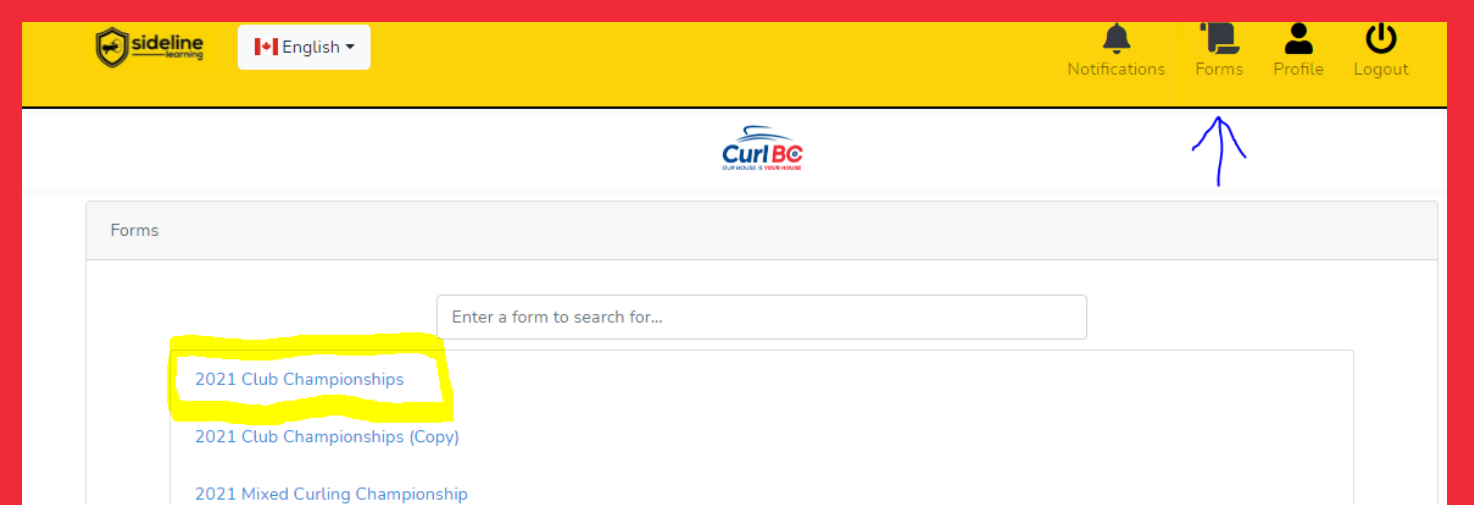 sideline
learning
English
Notifications
Forms
Profile
Logout
Curl BC
OUR HOUSE IS YOUR HOUSE
Forms
Enter a form to search for...
2021 Club Championships
2021 Club Championships (Copy)
2021 Mixed Curling Championship